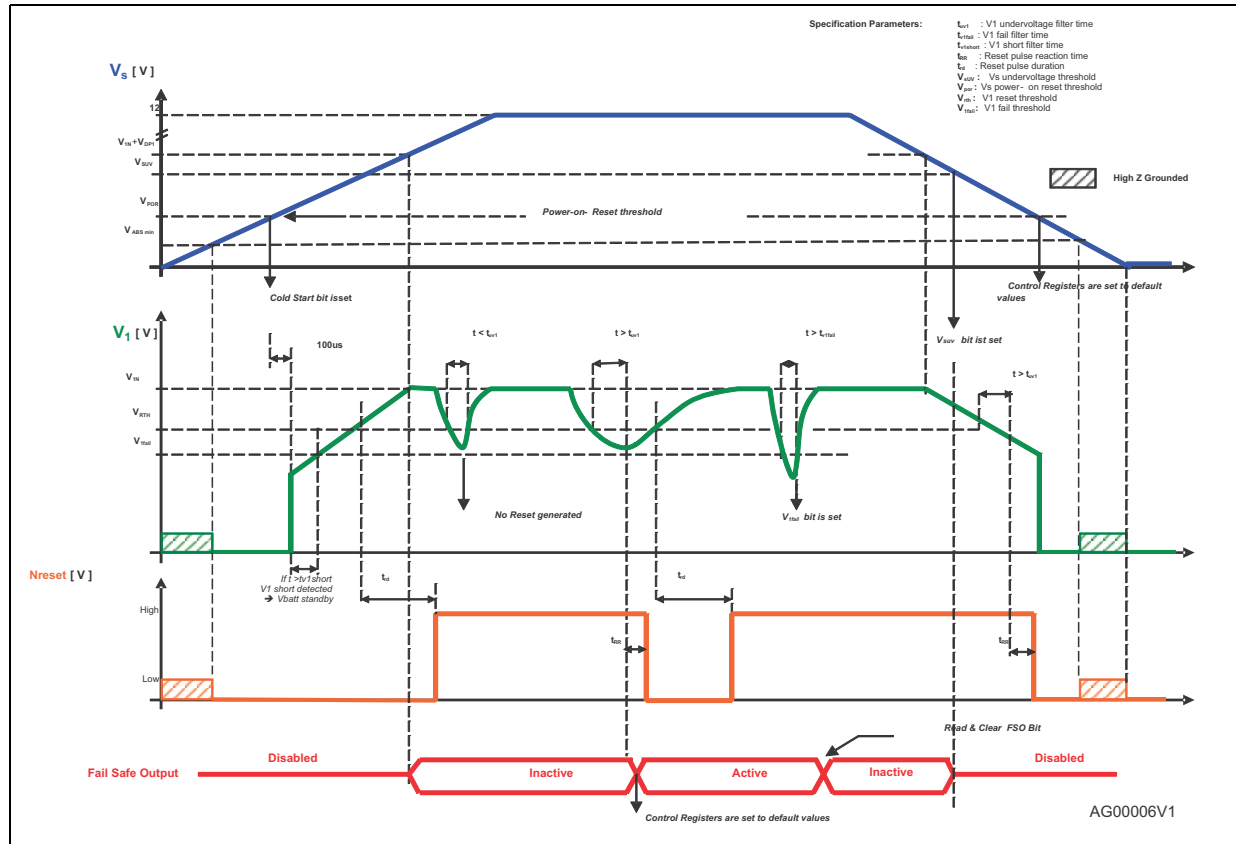 Specification Parameters:
tuv1 : V1 undervoltage filter time
tv1fail : V1 fail filter time
tv1short : V1 short filter time
tRR : Reset pulse reaction time
trd : Reset pulse duration
VsUV : Vs undervoltage threshold
Vpor : Vs power- on reset threshold
Vrth : V1 reset threshold
V1fail : V1 fail threshold
Vs [ V ]
12
V1N+VDP1
VSUV
VPOR
VABS min
High Z Grounded
Power-on- Reset threshold
Cold Start bit isset
Control Registers are set to default
values
V1 [ V ]
100us
t < tuv1
t > tuv1
t > tv1fail
Vsuv bit ist set
t > tuv1
V1N
VRTH
V1fail
No Reset generated
V1fail bit is set
Nreset [ V ]
If t >tv1short
V1 short detected
➔ Vbatt standby
trd
trd
High
tRR
tRR
Low
Read & Clear FSO Bit
Fail Safe Output
Disabled
Inactive
Active
Inactive
Disabled
Control Registers are set to default values
AG00006V1